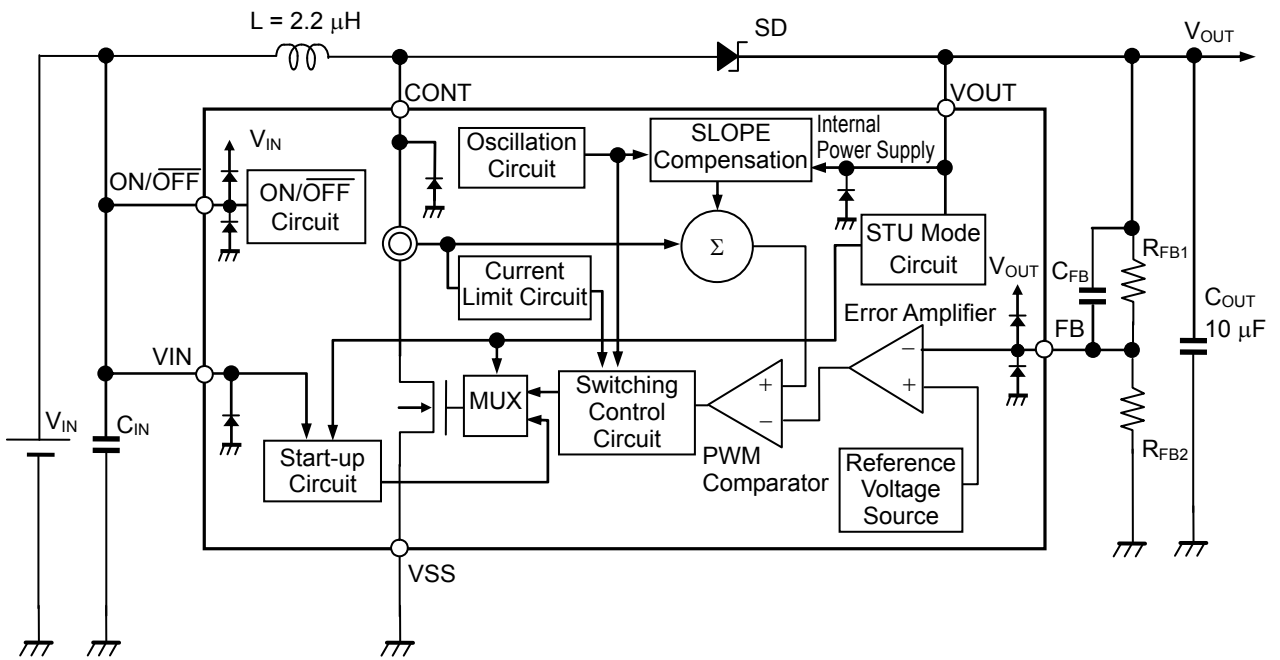 L = 2.2 μH
SD
VOUT
CONT
VOUT
VIN
Oscillation
Circuit
SLOPE
Compensation
Internal
Power Supply
ON/O̅F̅F̅
ON/O̅F̅F̅
Circuit
Σ
STU Mode
Circuit
RFB1
Current
Limit Circuit
VOUT
CFB
COUT
10 μF
Error Amplifier
FB
VIN
−
+
MUX
Switching
Control
Circuit
+
−
VIN
CIN
Start-up
Circuit
PWM
Comparator
Reference
Voltage
Source
RFB2
VSS